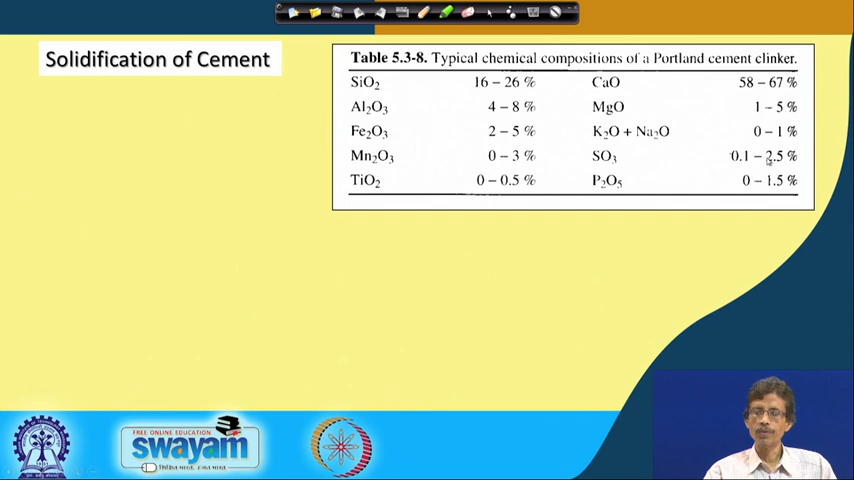 Solidification of Cement
Table 5.3-8. Typical chemical compositions of a Portland cement clinker.
SiO₂ 16 – 26 % CaO 58 – 67 %
Al₂O₃ 4 – 8 % MgO 1 – 5 %
Fe₂O₃ 2 – 5 % K₂O + Na₂O 0 – 1 %
Mn₂O₃ 0 – 3 % SO₃ 0.1 – 2.5 %
TiO₂ 0 – 0.5 % P₂O₅ 0 – 1.5 %
FREE ONLINE EDUCATION
swayam